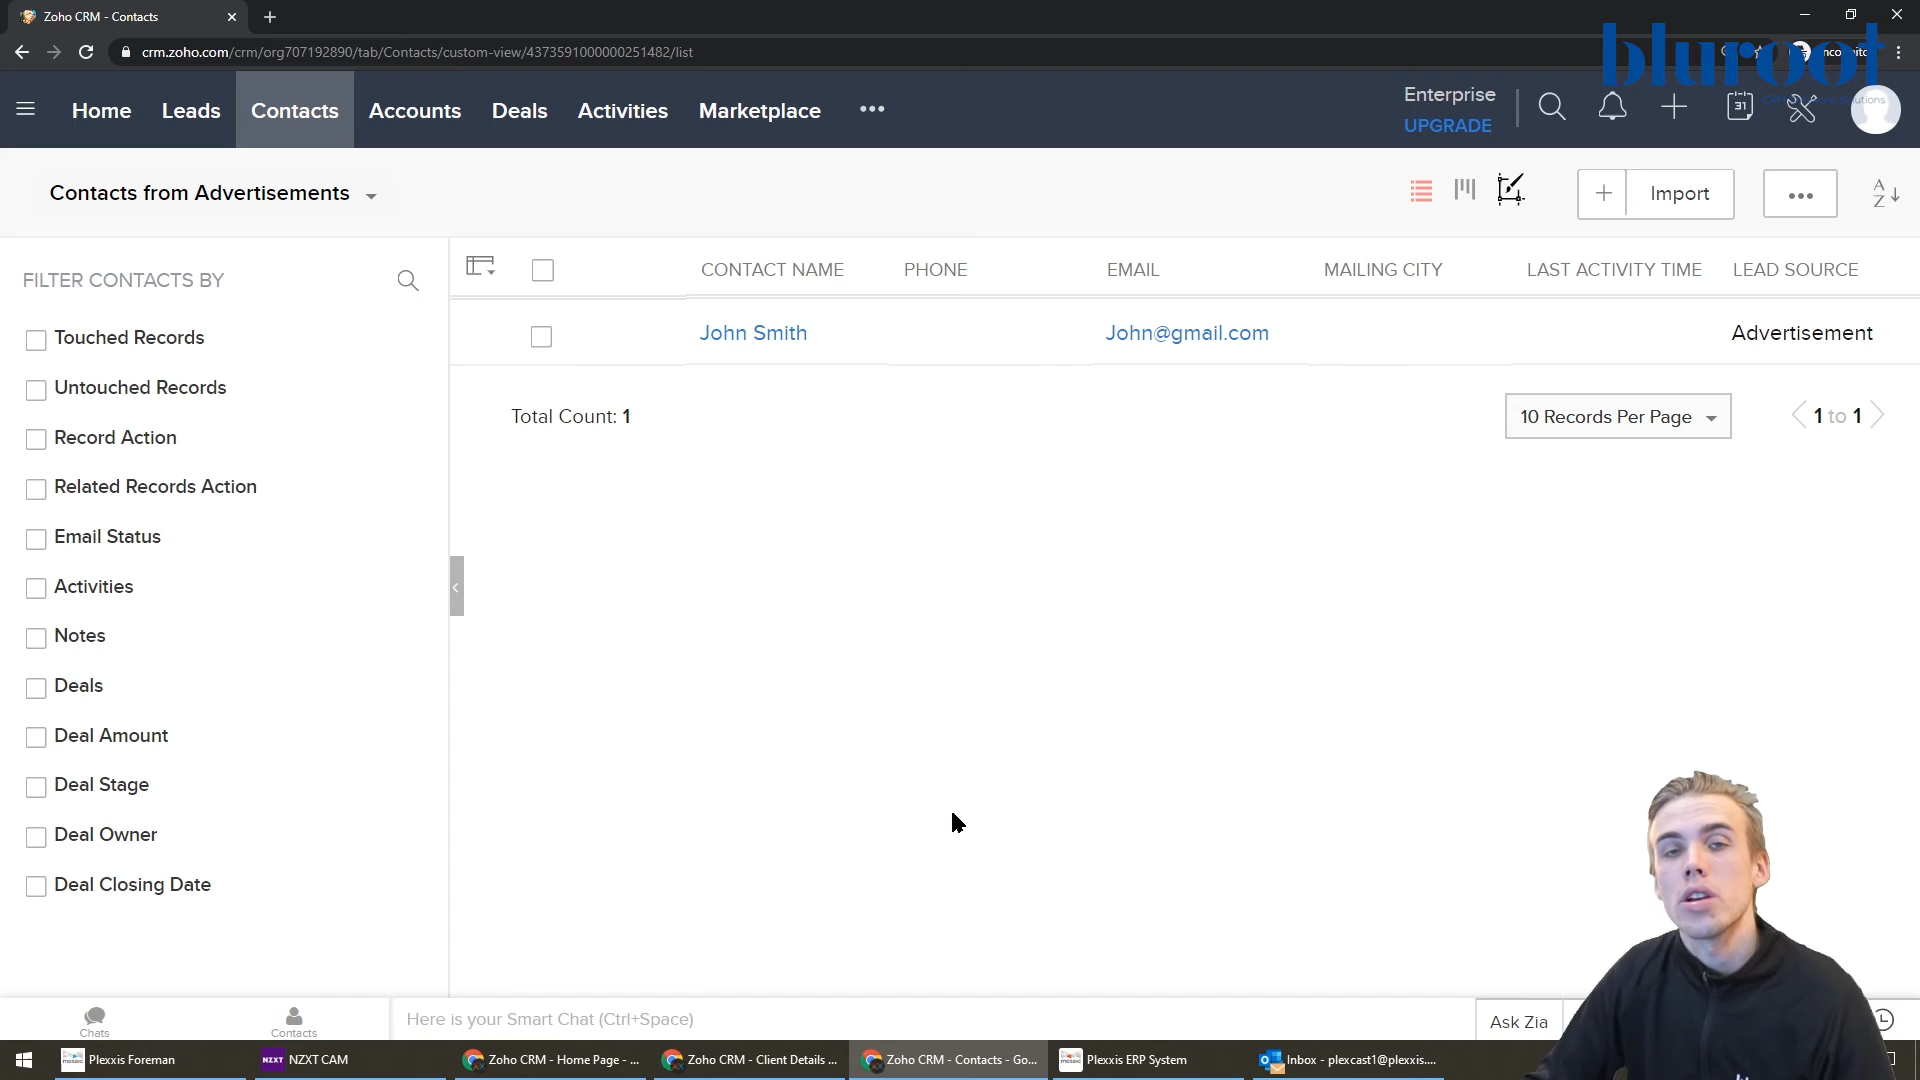 Zoho CRM - Contacts
crm.zoho.com/crm/org707192890/tab/Contacts/custom-view/4373591000000251482/list
bluroot
Home Leads Contacts Accounts Deals Activities Marketplace
Enterprise
UPGRADE
31
Contacts from Advertisements
Import
A
Z
FILTER CONTACTS BY
Touched Records
Untouched Records
Record Action
Related Records Action
Email Status
Activities
Notes
Deals
Deal Amount
Deal Stage
Deal Owner
Deal Closing Date
CONTACT NAME PHONE EMAIL MAILING CITY LAST ACTIVITY TIME LEAD SOURCE
John Smith John@gmail.com Advertisement
Total Count: 1
10 Records Per Page
1 to 1
Chats
Contacts
Here is your Smart Chat (Ctrl+Space)
Ask Zia
Plexxis Foreman
NZXT NZXT CAM
Zoho CRM - Home Page - ...
Zoho CRM - Client Details ...
Zoho CRM - Contacts - Go...
Plexxis ERP System
Inbox - plexcast1@plexxis....